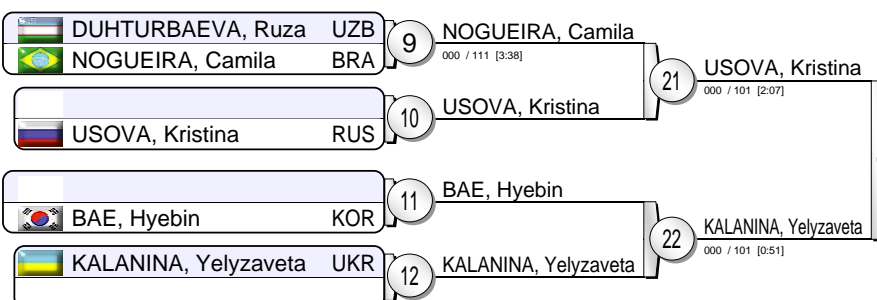 DUHTURBAEVA, Ruza UZB
NOGUEIRA, Camila BRA
9
NOGUEIRA, Camila
000 / 111 [3:38]
USOVA, Kristina RUS
10
USOVA, Kristina
21
USOVA, Kristina
000 / 101 [2:07]
BAE, Hyebin KOR
11
BAE, Hyebin
KALANINA, Yelyzaveta UKR
12
KALANINA, Yelyzaveta
22
KALANINA, Yelyzaveta
000 / 101 [0:51]